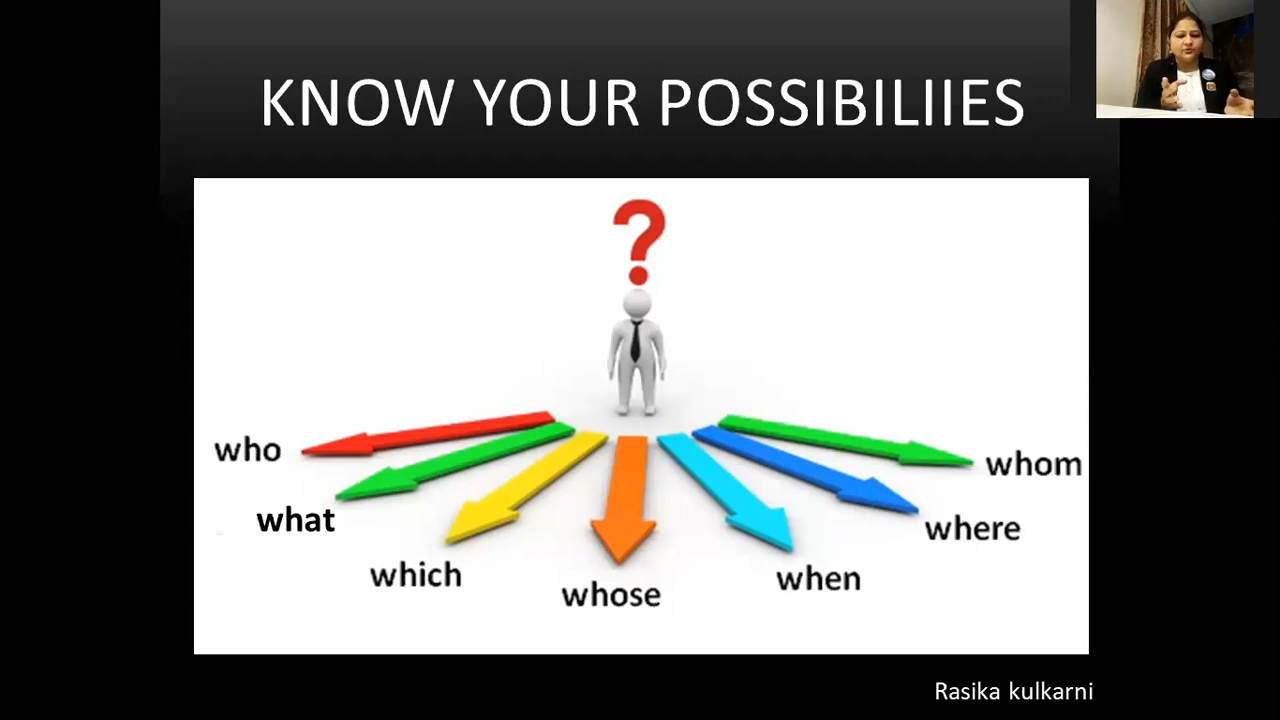 KNOW YOUR POSSIBILIIES
?
who
whom
what
where
which
when
whose
Rasika kulkarni